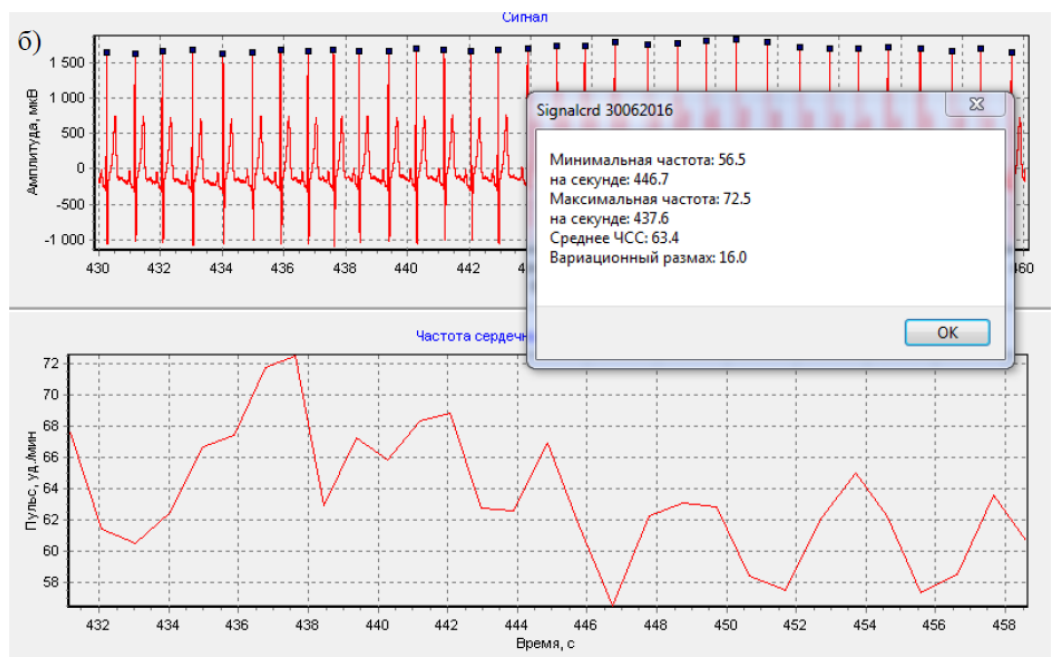 Сигнал
б)
1 500
1 000
500
0
-500
-1 000
Амплитуда, мкВ
430 432 434 436 438 440 442
Signalcrd 30062016
Минимальная частота: 56.5
на секунде: 446.7
Максимальная частота: 72.5
на секунде: 437.6
Среднее ЧСС: 63.4
Вариационный размах: 16.0
OK
Частота
72
70
68
66
64
62
60
58
Пульс, уд./мин
432 434 436 438 440 442 444 446 448 450 452 454 456 458
Время, с